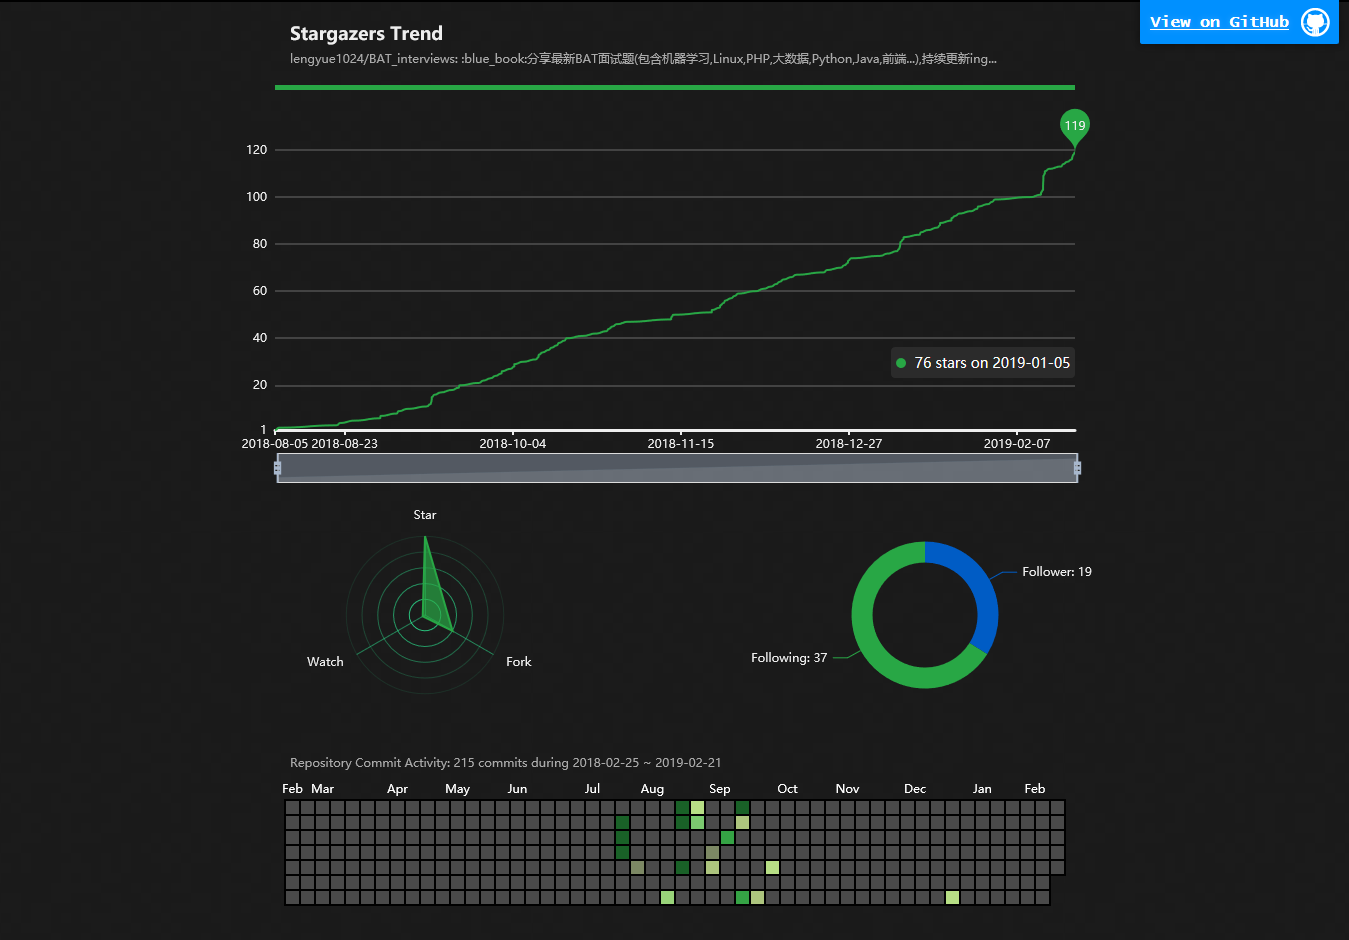 View on GitHub
Stargazers Trend
lengyue1024/BAT_interviews: :blue_book:分享最新BAT面试题(包含机器学习,Linux,PHP,大数据,Python,Java,前端...),持续更新ing...
119
120
100
80
60
40
20
1
76 stars on 2019-01-05
2018-08-05 2018-08-23 2018-10-04 2018-11-15 2018-12-27 2019-02-07
Star
Watch
Fork
Follower: 19
Following: 37
Repository Commit Activity: 215 commits during 2018-02-25 ~ 2019-02-21
Feb Mar Apr May Jun Jul Aug Sep Oct Nov Dec Jan Feb